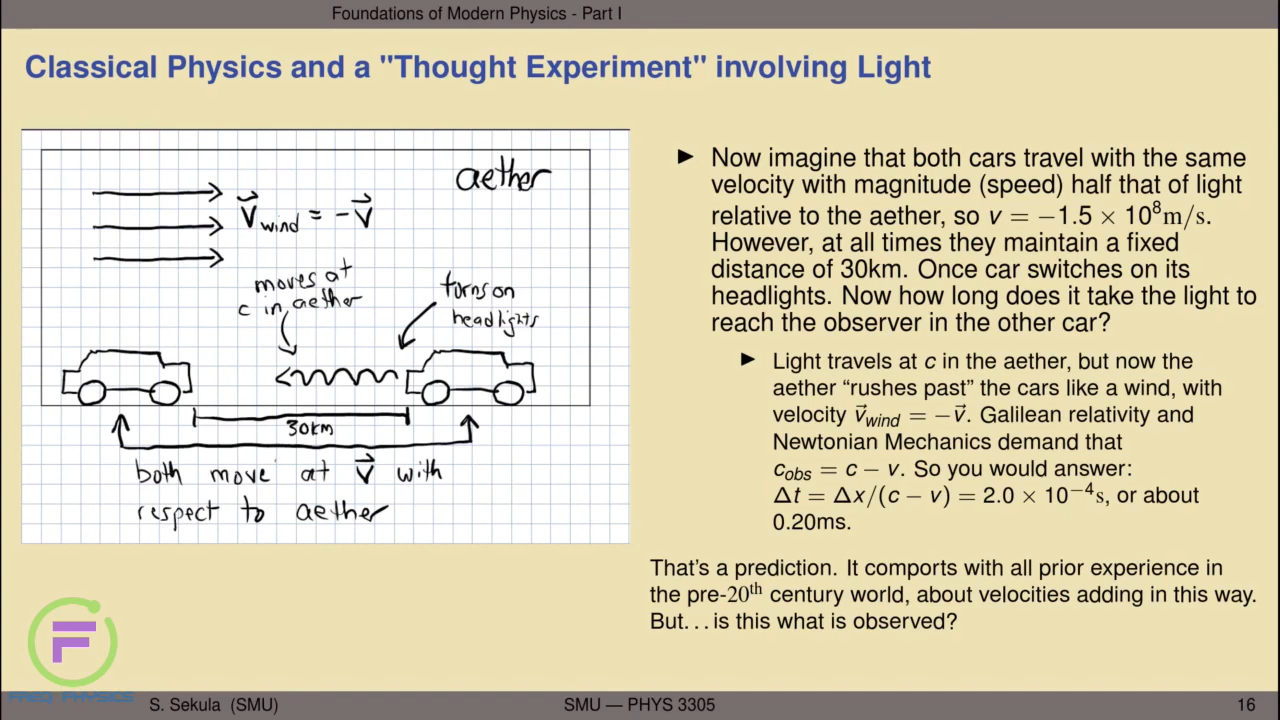 Foundations of Modern Physics - Part I
Classical Physics and a "Thought Experiment" involving Light
aether
V⃗wind = -V⃗
moves at
c in aether
turns on
headlights
30km
both move at V⃗ with
respect to aether
► Now imagine that both cars travel with the same
velocity with magnitude (speed) half that of light
relative to the aether, so v = −1.5 × 10⁸m/s.
However, at all times they maintain a fixed
distance of 30km. Once car switches on its
headlights. Now how long does it take the light to
reach the observer in the other car?
► Light travels at c in the aether, but now the
aether “rushes past” the cars like a wind, with
velocity v⃗wind = −v⃗. Galilean relativity and
Newtonian Mechanics demand that
cobs = c − v. So you would answer:
Δt = Δx/(c − v) = 2.0 × 10⁻⁴s, or about
0.20ms.
That’s a prediction. It comports with all prior experience in
the pre-20th century world, about velocities adding in this way.
But. . . is this what is observed?
F
FREQ PHYSICS
S. Sekula (SMU)
SMU — PHYS 3305
16